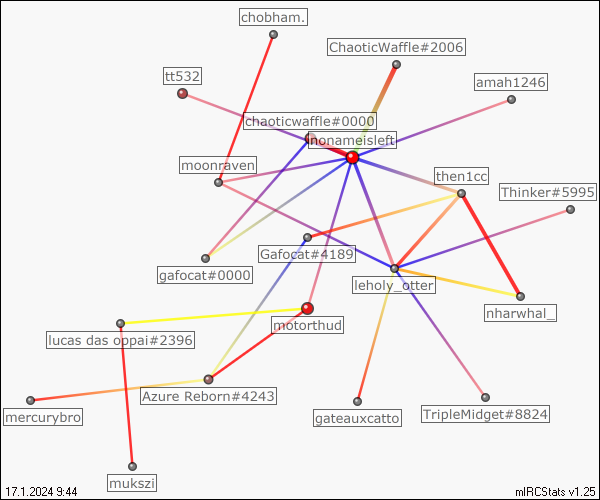 chobham.
ChaoticWaffle#2006
tt532
amah1246
chaoticwaffle#0000
nonameisleft
moonraven
then1cc
Thinker#5995
Gafocat#4189
gafocat#0000
leholy_otter
nharwhal_
motorthud
lucas das oppai#2396
Azure Reborn#4243
mercurybro
gateauxcatto
TripleMidget#8824
mukszi
17.1.2024 9:44
mIRCStats v1.25